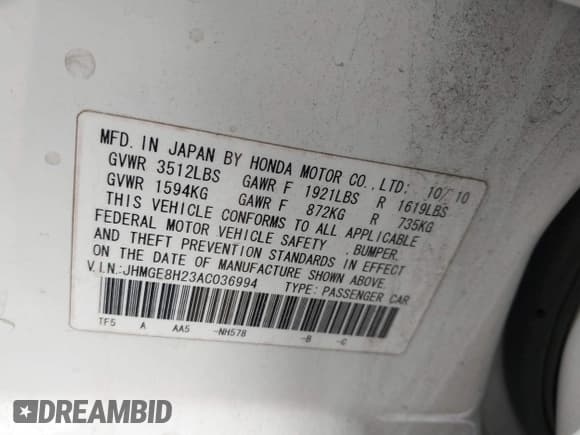 MFD. IN JAPAN BY HONDA MOTOR CO., LTD: 10/10
GVWR 3512LBS GAWR F 1921LBS R 1619LBS
GVWR 1594KG GAWR F 872KG R 735KG
THIS VEHICLE CONFORMS TO ALL APPLICABLE
FEDERAL MOTOR VEHICLE SAFETY . BUMPER.
AND THEFT PREVENTION STANDARDS IN EFFECT
ON THE DATE OF MANUFACTURE SHOWN ABOVE.
V.I.N.:JHMGE8H23AC036994 TYPE: PASSENGER CAR
TF5 A AA5 -NH578 -B -C
DREAMBID